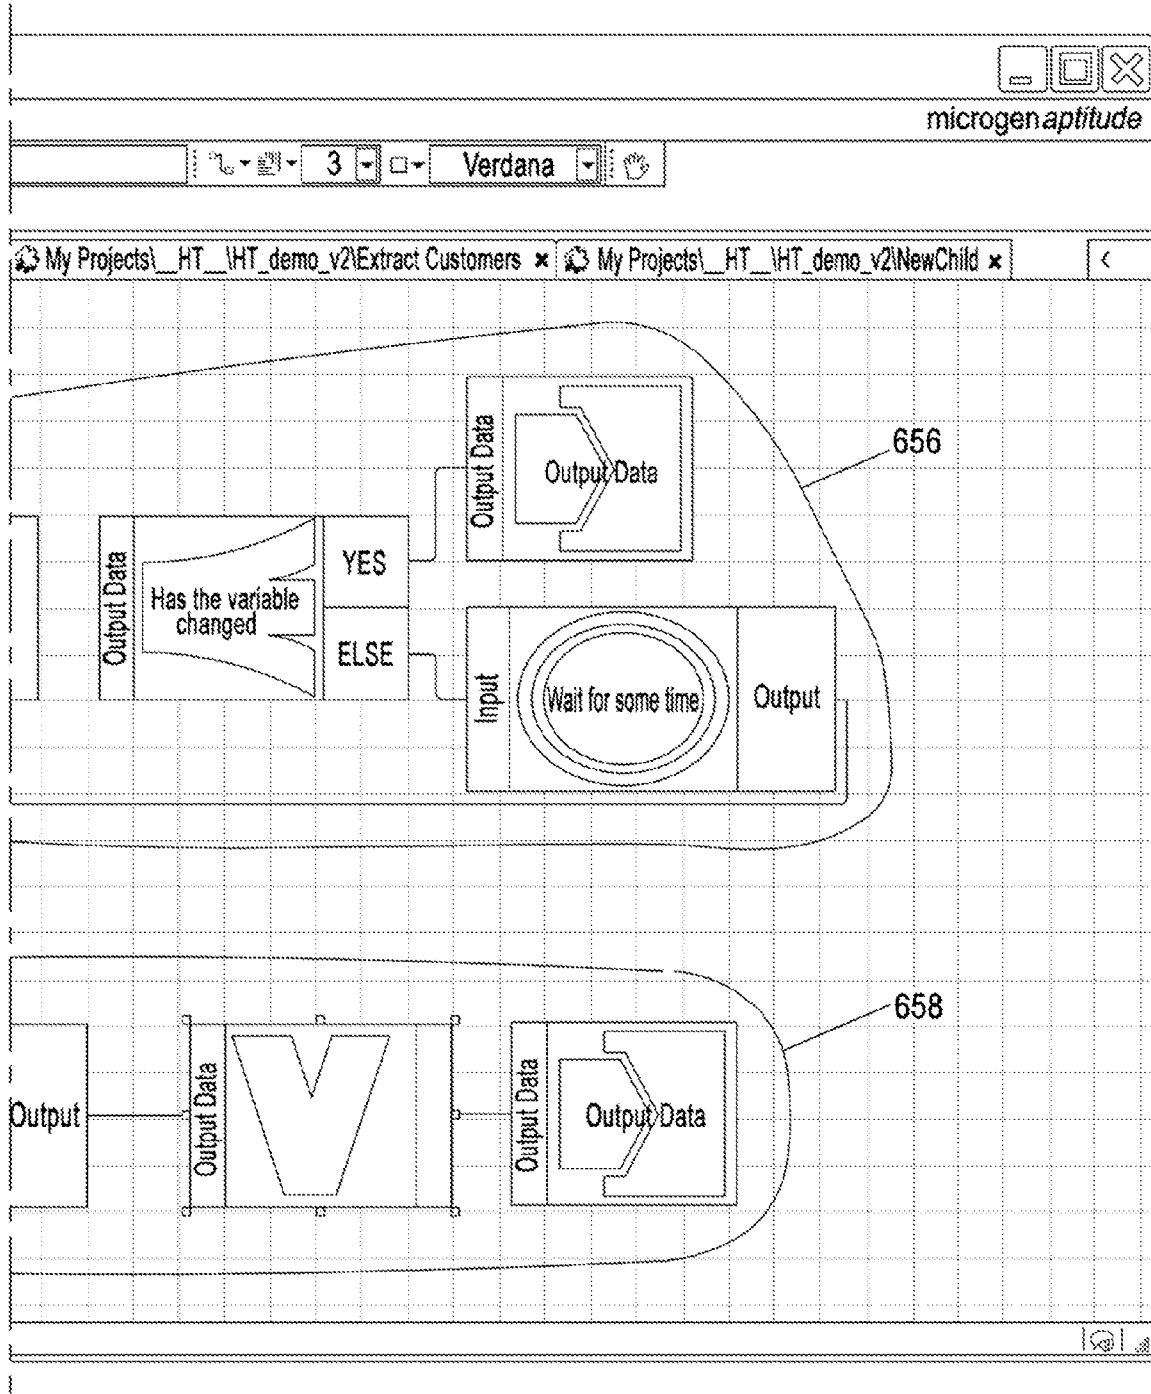 microgenaptitude
3 Verdana
My Projects\__HT__\HT_demo_v2\Extract Customers × My Projects\__HT__\HT_demo_v2\NewChild × <
656
Output Data
Output Data
Output Data
Has the variable
changed
YES
ELSE
Input
Wait for some time
Output
658
Output
Output Data
Output Data
Output Data